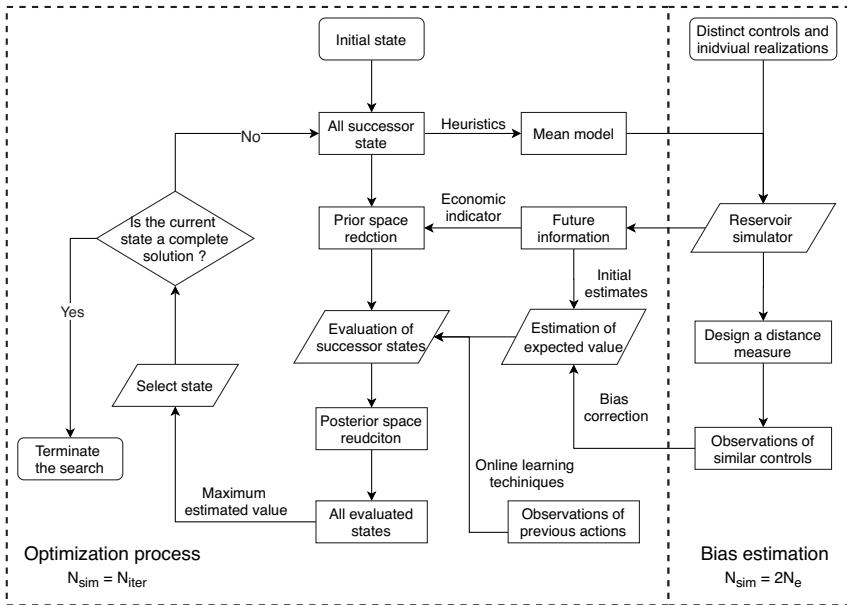 Initial state
Distinct controls and
inidviual realizations
No
All successor
state
Heuristics
Mean model
Is the current
state a complete
solution ?
Prior space
redction
Economic
indicator
Future
information
Reservoir
simulator
Yes
Initial
estimates
Evaluation of
successor states
Estimation of
expected value
Design a distance
measure
Select state
Bias
correction
Terminate
the search
Posterior space
reudciton
Observations of
similar controls
Online learning
techiniques
Maximum
estimated value
All evaluated
states
Observations of
previous actions
Optimization process
N_sim = N_iter
Bias estimation
N_sim = 2N_e